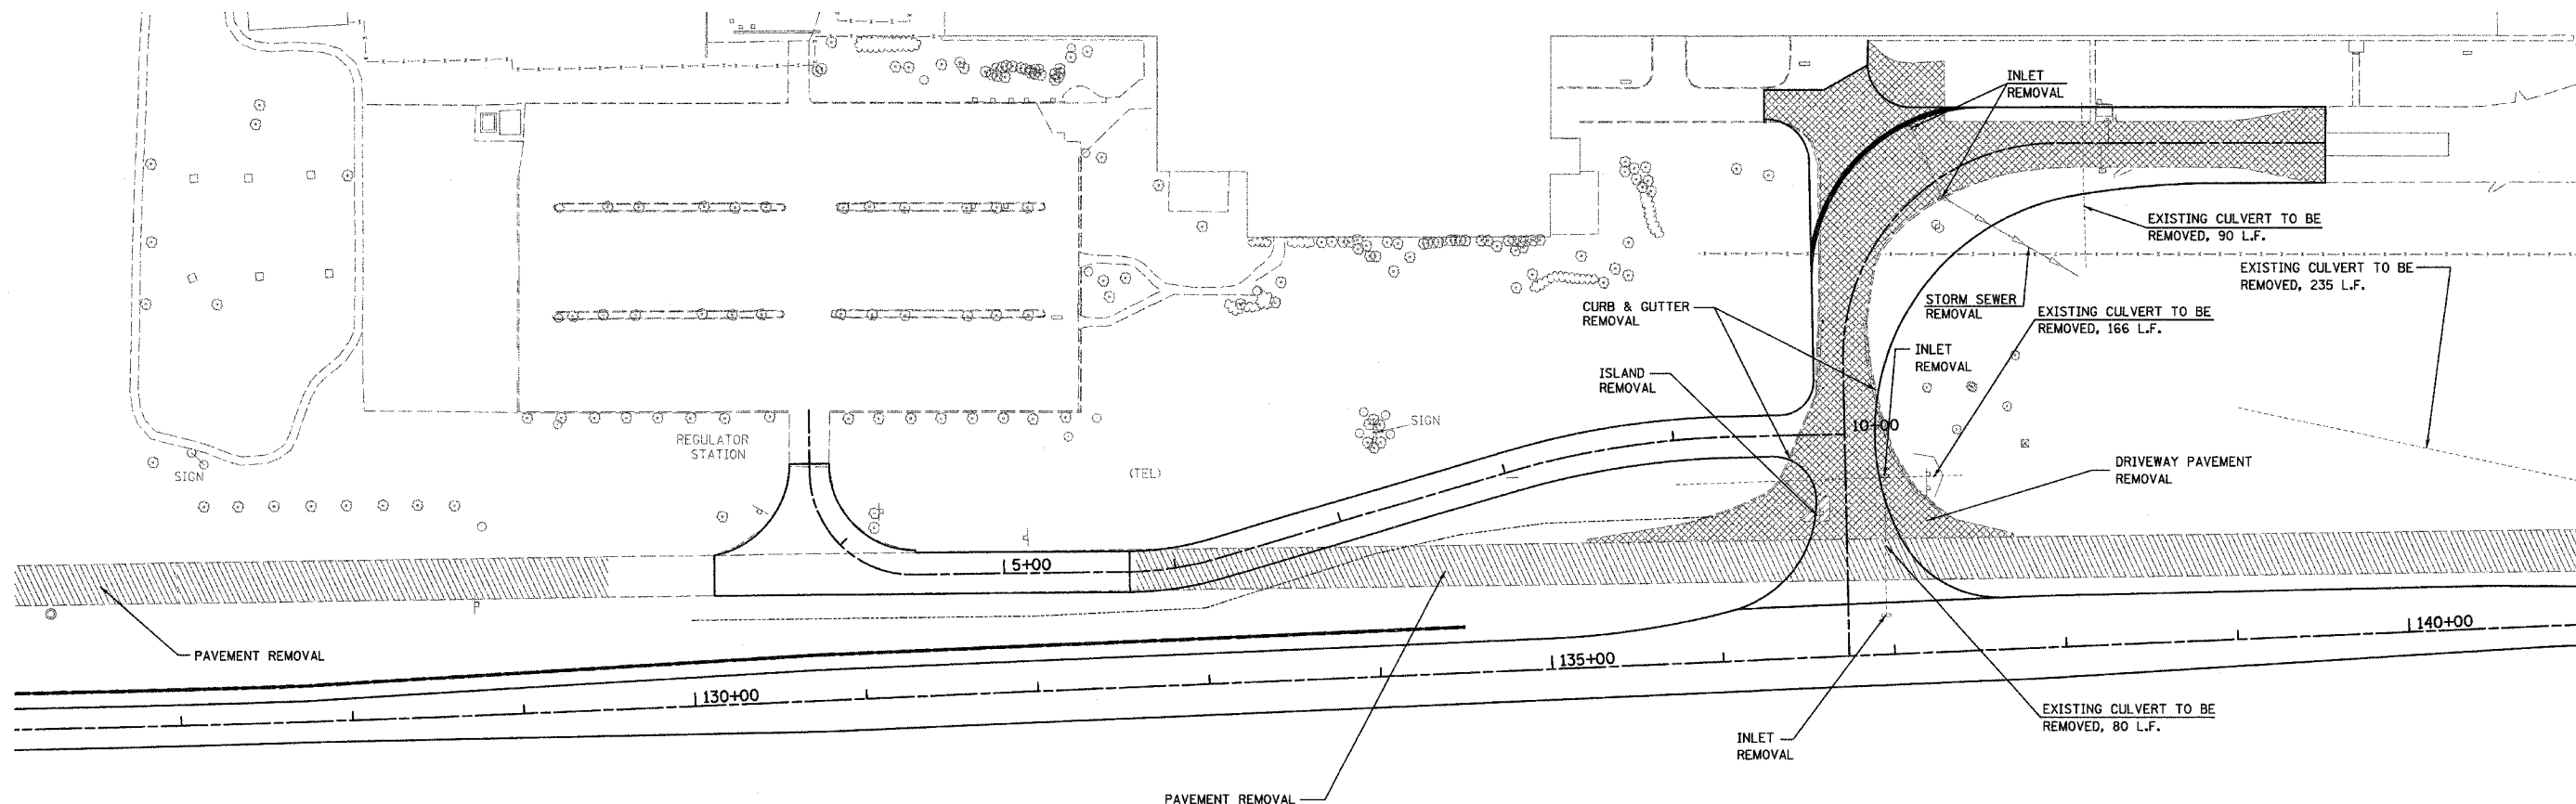 INLET
REMOVAL
EXISTING CULVERT TO BE
REMOVED, 90 L.F.
EXISTING CULVERT TO BE
REMOVED, 235 L.F.
STORM SEWER
REMOVAL
EXISTING CULVERT TO BE
REMOVED, 166 L.F.
CURB & GUTTER
REMOVAL
INLET
REMOVAL
ISLAND
REMOVAL
SIGN
10+00
REGULATOR
STATION
SIGN
(TEL)
DRIVEWAY PAVEMENT
REMOVAL
5+00
P
PAVEMENT REMOVAL
140+00
135+00
130+00
EXISTING CULVERT TO BE
REMOVED, 80 L.F.
INLET
REMOVAL
PAVEMENT REMOVAL